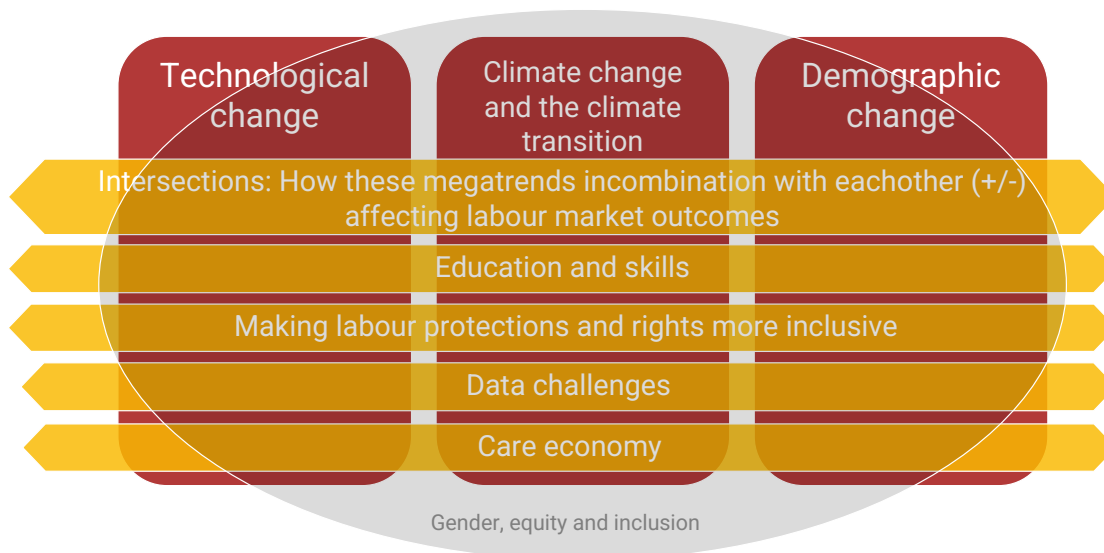 Technological
change
Climate change
and the climate
transition
Demographic
change
Intersections: How these megatrends incombination with eachother (+/-)
affecting labour market outcomes
Education and skills
Making labour protections and rights more inclusive
Data challenges
Care economy
Gender, equity and inclusion